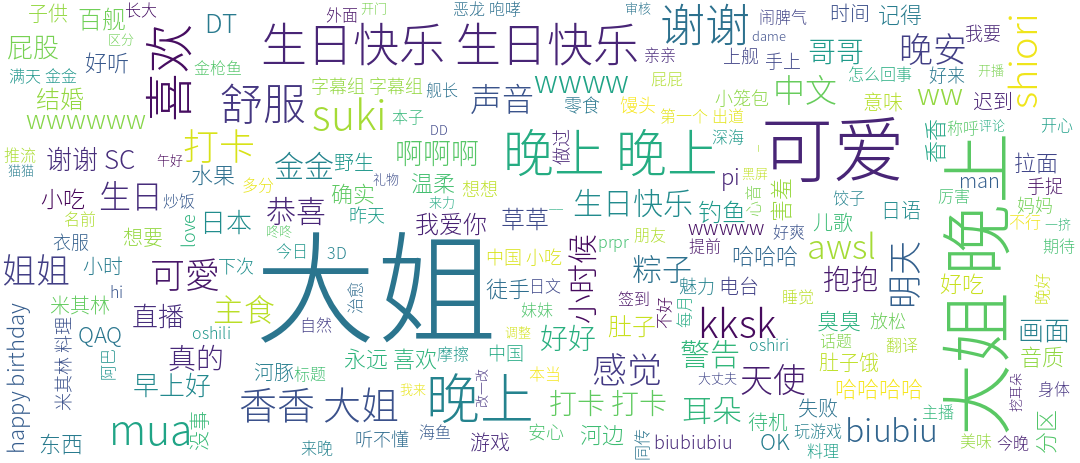 开门
恶龙 咆哮
审核
长大
外面
子供
百舰
DT
区分
喜欢
生日快乐 生日快乐
谢谢
闹脾气
时间
记得
dame
我要
屁股
好听
金枪鱼
亲亲
上舰
手上
哥哥
晚安
shiori
满天 金金
字幕组 字幕组
舰长
wwww
屁屁
怎么回事
好来
开播
结婚
舒服
suki
本子
声音
零食
馒头
小笼包
中文
意味
ww
迟到
wwwwww
DD
第一个 出道
称呼
评论
开心
推流
猫猫
谢谢 SC
午好
打卡
金金
野生
啊啊啊
晚上 晚上
做过
深海
可爱
香香
大姐 晚上
拉面
水果
礼物
温柔
想想
pi
心音
黑屏
害羞
饺子
man
手捉
小吃
生日
炒饭
多分
确实
来力
生日快乐
钓鱼
儿歌
日语
厉害
妈妈
名前
love
日本
恭喜
昨天
我爱你
草草
一
wwwww
好爽
不行
一挤
衣服
想要
咚咚
大姐
小时候
prpr
朋友
提前
哈哈哈
awsl
明天
期待
姐姐
小时
可愛
下次
今日
3D
中国 小吃
粽子
魅力
电台
抱抱
好吃
晚好
hi
治愈
徒手
日文
签到
不好
每月
睡觉
米其林
直播
主食
自然
妹妹
肚子
kksk
臭臭
放松
画面
happy birthday
米其林 料理
QAQ
oshili
调整
好好
警告
oshiri
话题
翻译
音质
阿巴
真的
永远 喜欢
摩擦
中国
感觉
大丈夫
天使
肚子饿
早上好
河豚
标题
我来
本当
改一改
哈哈哈哈
挖耳朵
身体
mua
没事
香香 大姐
晚上
打卡 打卡
耳朵
待机
失败
主播
分区
东西
来晚
听不懂
海鱼
游戏
安心
河边
同传
biubiubiu
OK
玩游戏
料理
biubiu
美味
今晚